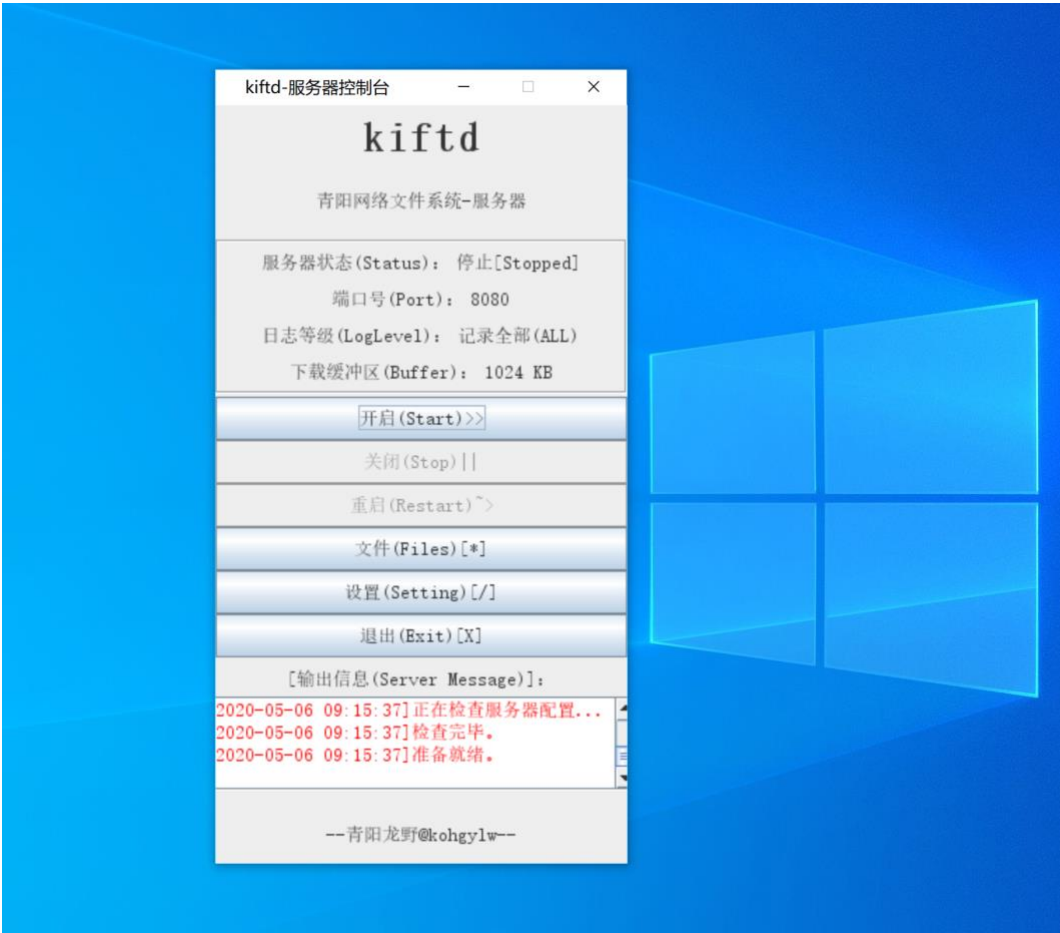 kiftd-服务器控制台
kiftd
青阳网络文件系统-服务器
服务器状态(Status)： 停止[Stopped]
端口号(Port)： 8080
日志等级(LogLevel)： 记录全部(ALL)
下载缓冲区(Buffer)： 1024 KB
开启(Start)>>
关闭(Stop)||
重启(Restart)~>
文件(Files)[*]
设置(Setting)[/]
退出(Exit)[X]
[输出信息(Server Message)]：
2020-05-06 09:15:37]正在检查服务器配置...
2020-05-06 09:15:37]检查完毕。
2020-05-06 09:15:37]准备就绪。
--青阳龙野@kohgylw--